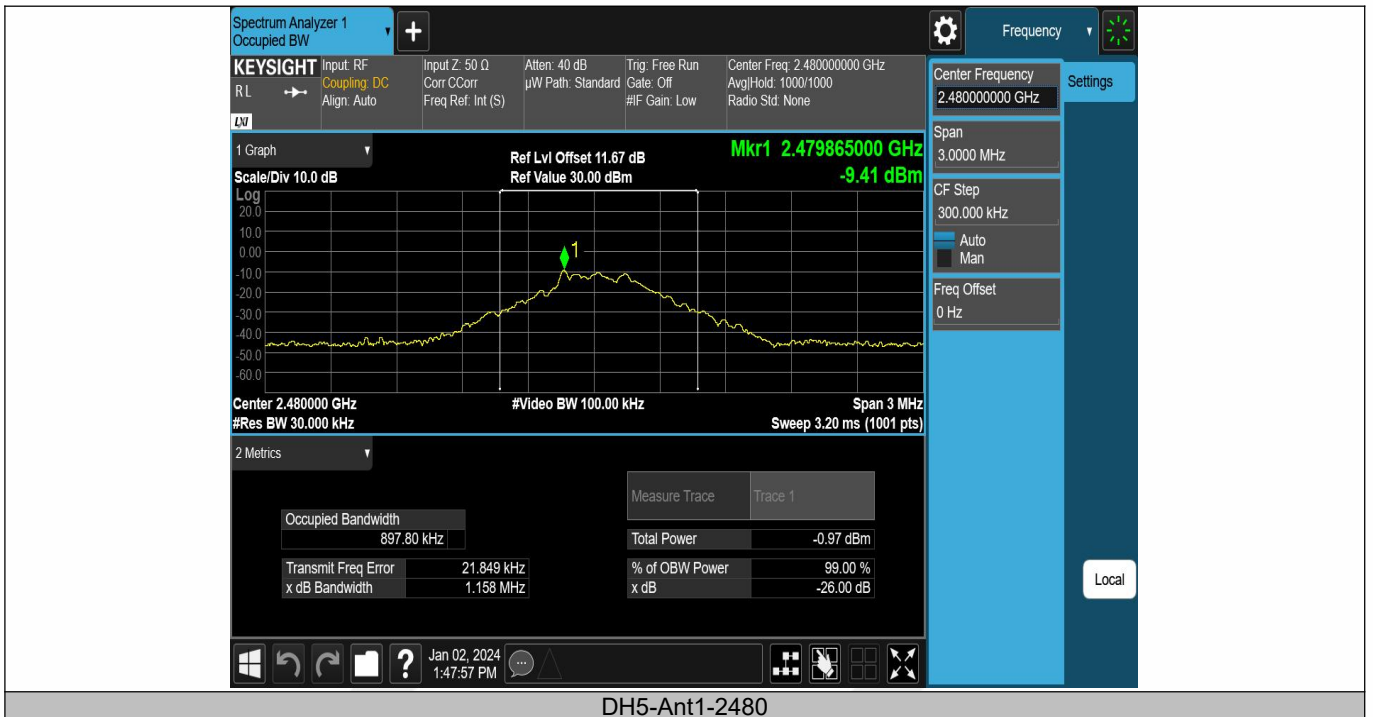 Spectrum Analyzer 1
Occupied BW
+
Frequency
KEYSIGHT
RL
LXI
Input: RF
Coupling: DC
Align: Auto
Input Z: 50 Ω
Corr CCorr
Freq Ref: Int (S)
Atten: 40 dB
µW Path: Standard
Trig: Free Run
Gate: Off
#IF Gain: Low
Center Freq: 2.480000000 GHz
Avg|Hold: 1000/1000
Radio Std: None
Center Frequency
2.480000000 GHz
Settings
Span
3.0000 MHz
CF Step
300.000 kHz
Auto
Man
Freq Offset
0 Hz
Local
1 Graph
Scale/Div 10.0 dB
Ref Lvl Offset 11.67 dB
Ref Value 30.00 dBm
Mkr1 2.479865000 GHz
-9.41 dBm
Log
20.0
10.0
0.00
-10.0
-20.0
-30.0
-40.0
-50.0
-60.0
1
Center 2.480000 GHz
#Res BW 30.000 kHz
#Video BW 100.00 kHz
Span 3 MHz
Sweep 3.20 ms (1001 pts)
2 Metrics
Measure Trace Trace 1
Occupied Bandwidth
897.80 kHz
Total Power -0.97 dBm
Transmit Freq Error 21.849 kHz
% of OBW Power 99.00 %
x dB Bandwidth 1.158 MHz
x dB -26.00 dB
?
Jan 02, 2024
1:47:57 PM
DH5-Ant1-2480